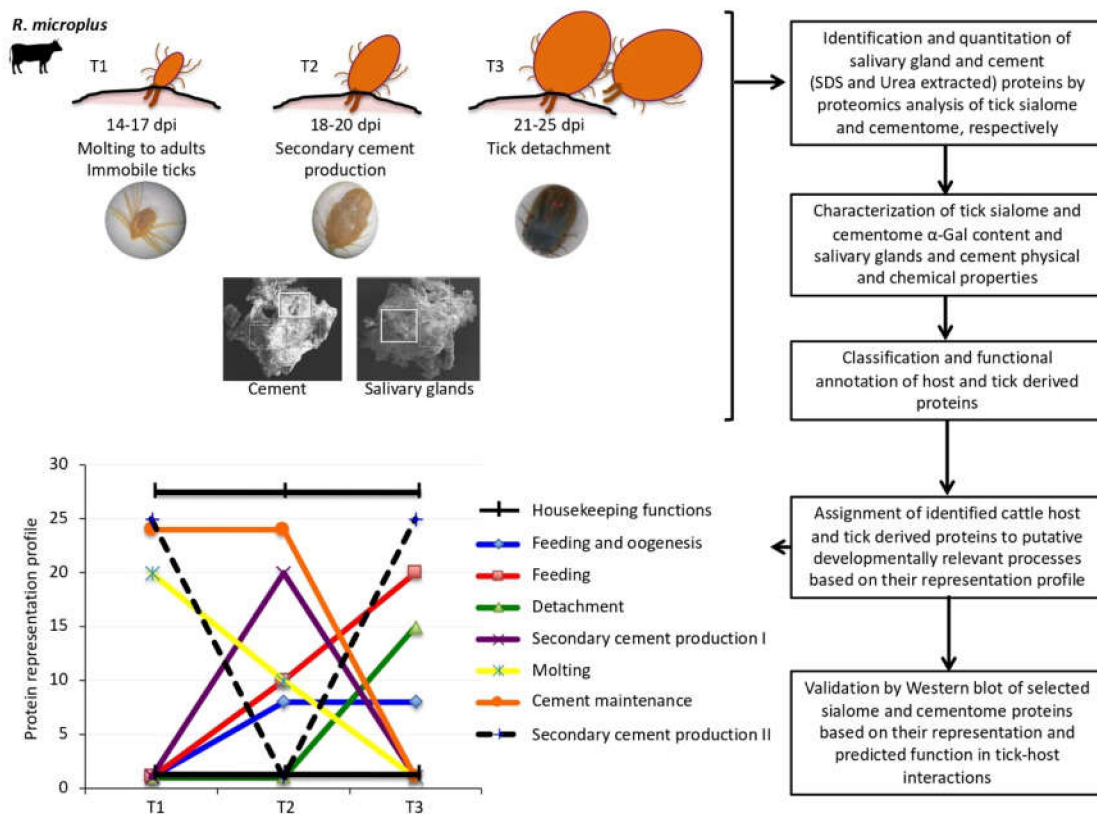 R. microplus
T1
T2
T3
14-17 dpi
Molting to adults
Immobile ticks
18-20 dpi
Secondary cement
production
21-25 dpi
Tick detachment
Cement
Salivary glands
Identification and quantitation of
salivary gland and cement
(SDS and Urea extracted) proteins by
proteomics analysis of tick sialome
and cementome, respectively
Characterization of tick sialome and
cementome α-Gal content and
salivary glands and cement physical
and chemical properties
Classification and functional
annotation of host and tick derived
proteins
Assignment of identified cattle host
and tick derived proteins to putative
developmentally relevant processes
based on their representation profile
Validation by Western blot of selected
sialome and cementome proteins
based on their representation and
predicted function in tick-host
interactions
Protein representation profile
30
25
20
15
10
5
0
T1
T2
T3
Housekeeping functions
Feeding and oogenesis
Feeding
Detachment
Secondary cement production I
Molting
Cement maintenance
Secondary cement production II